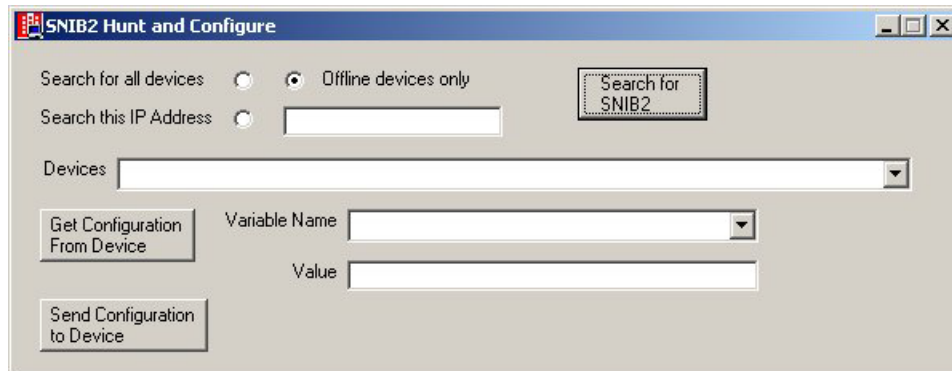 SNIB2 Hunt and Configure
Search for all devices
Offline devices only
Search for
SNIB2
Search this IP Address
Devices
Get Configuration
From Device
Variable Name
Value
Send Configuration
to Device